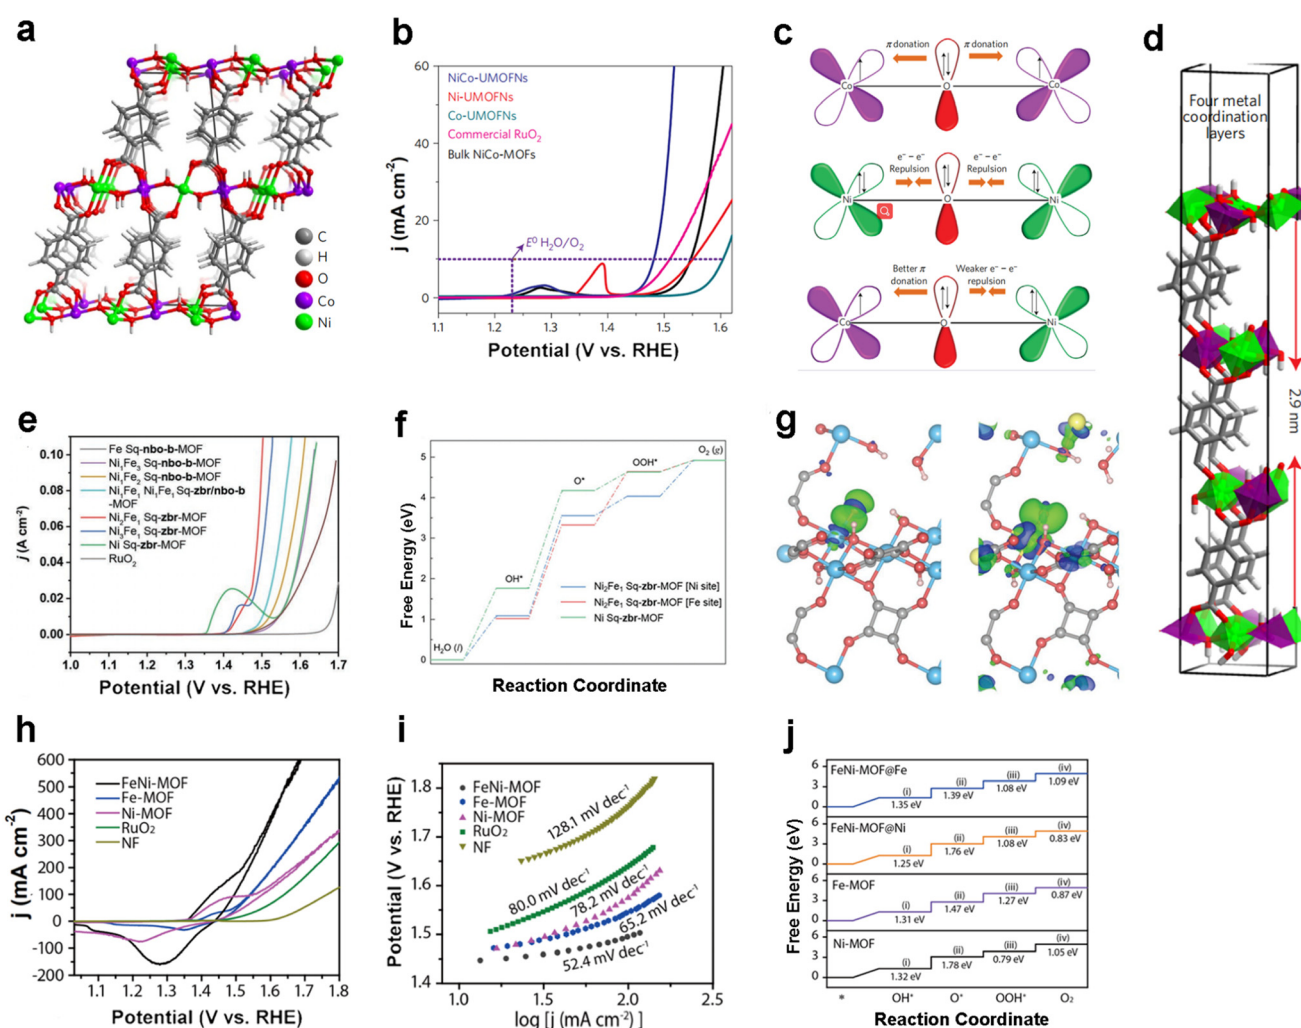 a
C
H
O
Co
Ni
b
60
40
20
0
j (mA cm⁻²)
NiCo-UMOFNs
Ni-UMOFNs
Co-UMOFNs
Commercial RuO₂
Bulk NiCo-MOFs
E⁰ H₂O/O₂
1.1 1.2 1.3 1.4 1.5 1.6
Potential (V vs. RHE)
c
π donation π donation
Co O Co
e⁻ – e⁻ Repulsion
e⁻ – e⁻ Repulsion
Ni O Ni
Better π donation
Weaker e⁻ – e⁻ repulsion
Co O Ni
d
Four metal
coordination
layers
2.9 nm
e
0.10
0.08
0.06
0.04
0.02
0.00
j (A cm⁻²)
Fe Sq-nbo-b-MOF
Ni₁Fe₃ Sq-nbo-b-MOF
Ni₁Fe₂ Sq-nbo-b-MOF
Ni₁Fe₁ Ni₁Fe₁ Sq-zbr/nbo-b
-MOF
Ni₂Fe₁ Sq-zbr-MOF
Ni₃Fe₁ Sq-zbr-MOF
Ni Sq-zbr-MOF
RuO₂
1.0 1.1 1.2 1.3 1.4 1.5 1.6 1.7
Potential (V vs. RHE)
f
5
4
3
2
1
0
Free Energy (eV)
H₂O (l)
OH*
O*
OOH*
O₂ (g)
Ni₂Fe₁ Sq-zbr-MOF [Ni site]
Ni₂Fe₁ Sq-zbr-MOF [Fe site]
Ni Sq-zbr-MOF
Reaction Coordinate
g
h
600
500
400
300
200
100
0
-100
-200
j (mA cm⁻²)
FeNi-MOF
Fe-MOF
Ni-MOF
RuO₂
NF
1.1 1.2 1.3 1.4 1.5 1.6 1.7 1.8
Potential (V vs. RHE)
i
1.8
1.7
1.6
1.5
1.4
Potential (V vs. RHE)
FeNi-MOF
Fe-MOF
Ni-MOF
RuO₂
NF
128.1 mV dec⁻¹
80.0 mV dec⁻¹
78.2 mV dec⁻¹
65.2 mV dec⁻¹
52.4 mV dec⁻¹
1.0 1.5 2.0 2.5
log [j (mA cm⁻²) ]
j
Free Energy (eV)
6
3
0
FeNi-MOF@Fe
(i) (ii) (iii) (iv)
1.35 eV 1.39 eV 1.08 eV 1.09 eV
6
3
0
FeNi-MOF@Ni
(i) (ii) (iii) (iv)
1.25 eV 1.76 eV 1.08 eV 0.83 eV
6
3
0
Fe-MOF
(i) (ii) (iii) (iv)
1.31 eV 1.47 eV 1.27 eV 0.87 eV
6
3
0
Ni-MOF
(i) (ii) (iii) (iv)
1.32 eV 1.78 eV 0.79 eV 1.05 eV
* OH* O* OOH* O₂
Reaction Coordinate